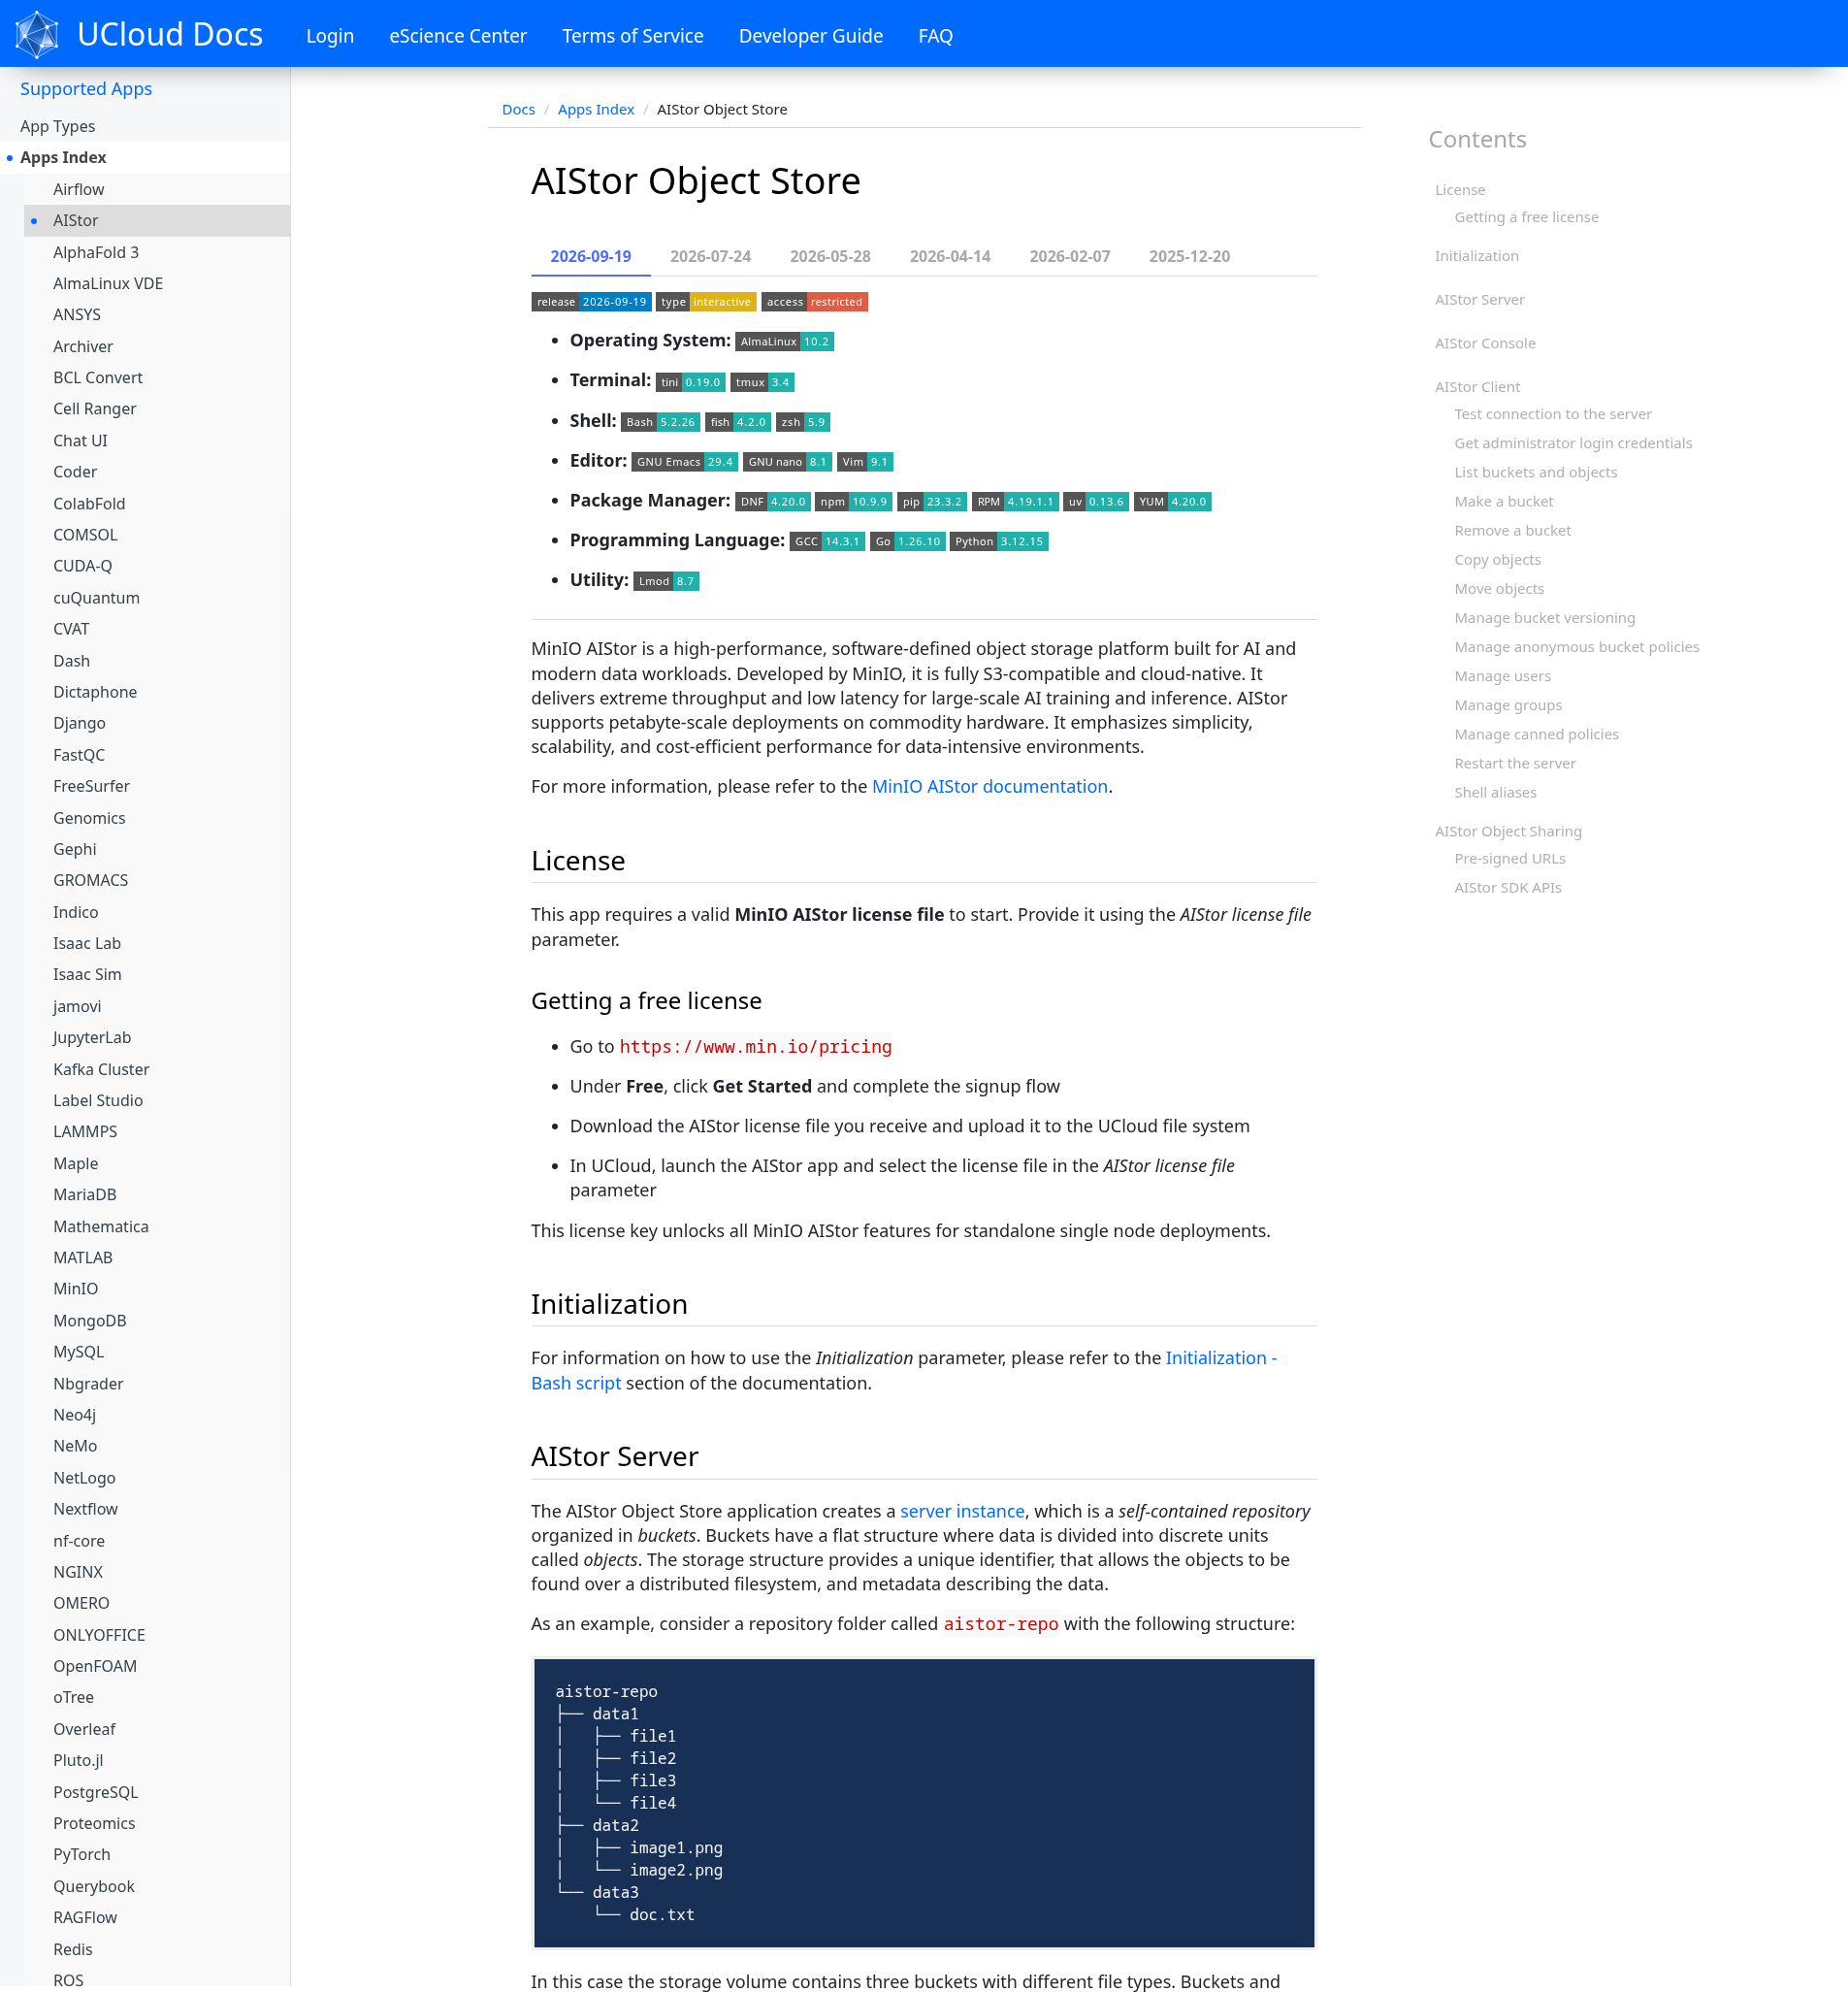 UCloud Docs
Login
eScience Center
Terms of Service
Developer Guide
FAQ
Supported Apps
App Types
Apps Index
Airflow
AIStor
AlphaFold 3
AlmaLinux VDE
ANSYS
Archiver
BCL Convert
Cell Ranger
Chat UI
Coder
ColabFold
COMSOL
CUDA-Q
cuQuantum
CVAT
Dash
Dictaphone
Django
FastQC
FreeSurfer
Genomics
Gephi
GROMACS
Indico
Isaac Lab
Isaac Sim
jamovi
JupyterLab
Kafka Cluster
Label Studio
LAMMPS
Maple
MariaDB
Mathematica
MATLAB
MinIO
MongoDB
MySQL
Nbgrader
Neo4j
NeMo
NetLogo
Nextflow
nf-core
NGINX
OMERO
ONLYOFFICE
OpenFOAM
oTree
Overleaf
Pluto.jl
PostgreSQL
Proteomics
PyTorch
Querybook
RAGFlow
Redis
ROS
Docs / Apps Index / AIStor Object Store
AIStor Object Store
2026-09-19 2026-07-24 2026-05-28 2026-04-14 2026-02-07 2025-12-20
release 2026-09-19 type interactive access restricted
• Operating System: AlmaLinux 10.2
• Terminal: tini 0.19.0 tmux 3.4
• Shell: Bash 5.2.26 fish 4.2.0 zsh 5.9
• Editor: GNU Emacs 29.4 GNU nano 8.1 Vim 9.1
• Package Manager: DNF 4.20.0 npm 10.9.9 pip 23.3.2 RPM 4.19.1.1 uv 0.13.6 YUM 4.20.0
• Programming Language: GCC 14.3.1 Go 1.26.10 Python 3.12.15
• Utility: Lmod 8.7
MinIO AIStor is a high-performance, software-defined object storage platform built for AI and
modern data workloads. Developed by MinIO, it is fully S3-compatible and cloud-native. It
delivers extreme throughput and low latency for large-scale AI training and inference. AIStor
supports petabyte-scale deployments on commodity hardware. It emphasizes simplicity,
scalability, and cost-efficient performance for data-intensive environments.
For more information, please refer to the MinIO AIStor documentation.
License
This app requires a valid MinIO AIStor license file to start. Provide it using the AIStor license file
parameter.
Getting a free license
• Go to https://www.min.io/pricing
• Under Free, click Get Started and complete the signup flow
• Download the AIStor license file you receive and upload it to the UCloud file system
• In UCloud, launch the AIStor app and select the license file in the AIStor license file
parameter
This license key unlocks all MinIO AIStor features for standalone single node deployments.
Initialization
For information on how to use the Initialization parameter, please refer to the Initialization -
Bash script section of the documentation.
AIStor Server
The AIStor Object Store application creates a server instance, which is a self-contained repository
organized in buckets. Buckets have a flat structure where data is divided into discrete units
called objects. The storage structure provides a unique identifier, that allows the objects to be
found over a distributed filesystem, and metadata describing the data.
As an example, consider a repository folder called aistor-repo with the following structure:
aistor-repo
├── data1
│   ├── file1
│   ├── file2
│   ├── file3
│   └── file4
├── data2
│   ├── image1.png
│   └── image2.png
└── data3
    └── doc.txt
In this case the storage volume contains three buckets with different file types. Buckets and
Contents
License
Getting a free license
Initialization
AIStor Server
AIStor Console
AIStor Client
Test connection to the server
Get administrator login credentials
List buckets and objects
Make a bucket
Remove a bucket
Copy objects
Move objects
Manage bucket versioning
Manage anonymous bucket policies
Manage users
Manage groups
Manage canned policies
Restart the server
Shell aliases
AIStor Object Sharing
Pre-signed URLs
AIStor SDK APIs